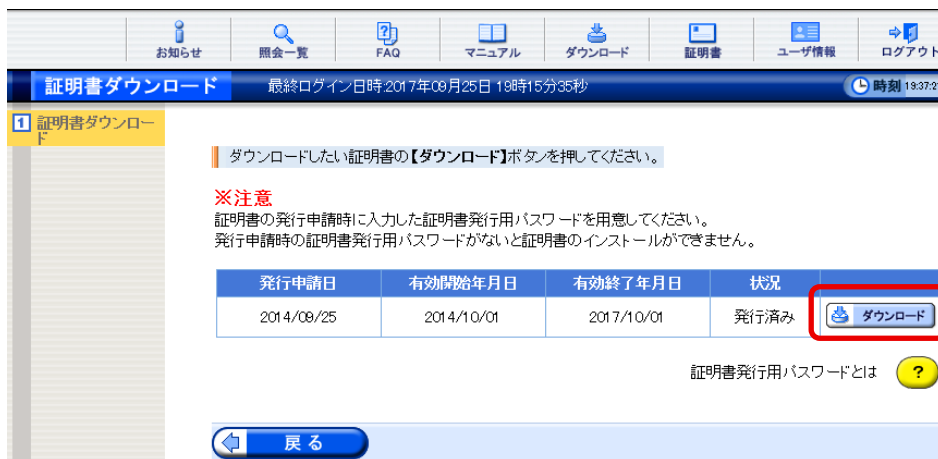 お知らせ 照会一覧 FAQ マニュアル ダウンロード 証明書 ユーザ情報 ログアウト
証明書ダウンロード 最終ログイン日時:2017年09月25日 19時15分35秒 時刻 19:37:2
1 証明書ダウンロー
ド
ダウンロードしたい証明書の【ダウンロード】ボタンを押してください。
※注意
証明書の発行申請時に入力した証明書発行用パスワードを用意してください。
発行申請時の証明書発行用パスワードがないと証明書のインストールができません。
発行申請日 有効開始年月日 有効終了年月日 状況
2014/09/25 2014/10/01 2017/10/01 発行済み ダウンロード
証明書発行用パスワードとは ?
戻る